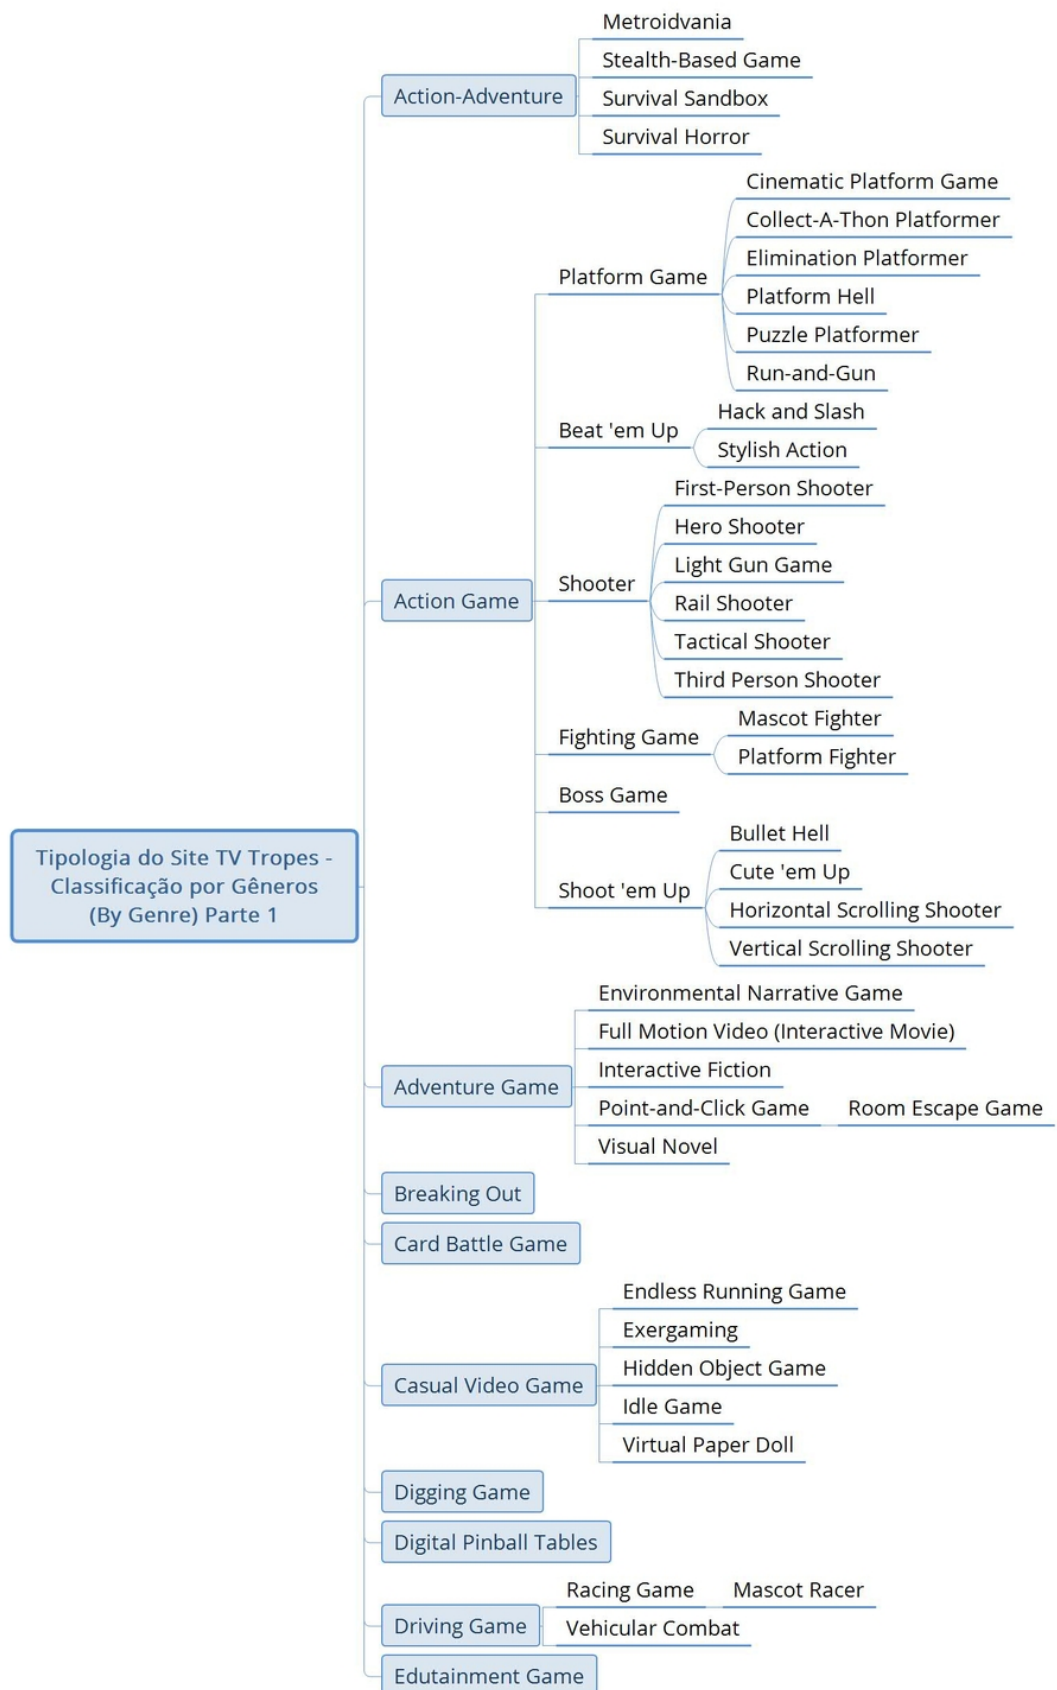 Tipologia do Site TV Tropes -
Classificação por Gêneros
(By Genre) Parte 1
Action-Adventure
Metroidvania
Stealth-Based Game
Survival Sandbox
Survival Horror
Action Game
Platform Game
Cinematic Platform Game
Collect-A-Thon Platformer
Elimination Platformer
Platform Hell
Puzzle Platformer
Run-and-Gun
Beat 'em Up
Hack and Slash
Stylish Action
Shooter
First-Person Shooter
Hero Shooter
Light Gun Game
Rail Shooter
Tactical Shooter
Third Person Shooter
Fighting Game
Mascot Fighter
Platform Fighter
Boss Game
Shoot 'em Up
Bullet Hell
Cute 'em Up
Horizontal Scrolling Shooter
Vertical Scrolling Shooter
Adventure Game
Environmental Narrative Game
Full Motion Video (Interactive Movie)
Interactive Fiction
Point-and-Click Game
Room Escape Game
Visual Novel
Breaking Out
Card Battle Game
Casual Video Game
Endless Running Game
Exergaming
Hidden Object Game
Idle Game
Virtual Paper Doll
Digging Game
Digital Pinball Tables
Driving Game
Racing Game
Mascot Racer
Vehicular Combat
Edutainment Game